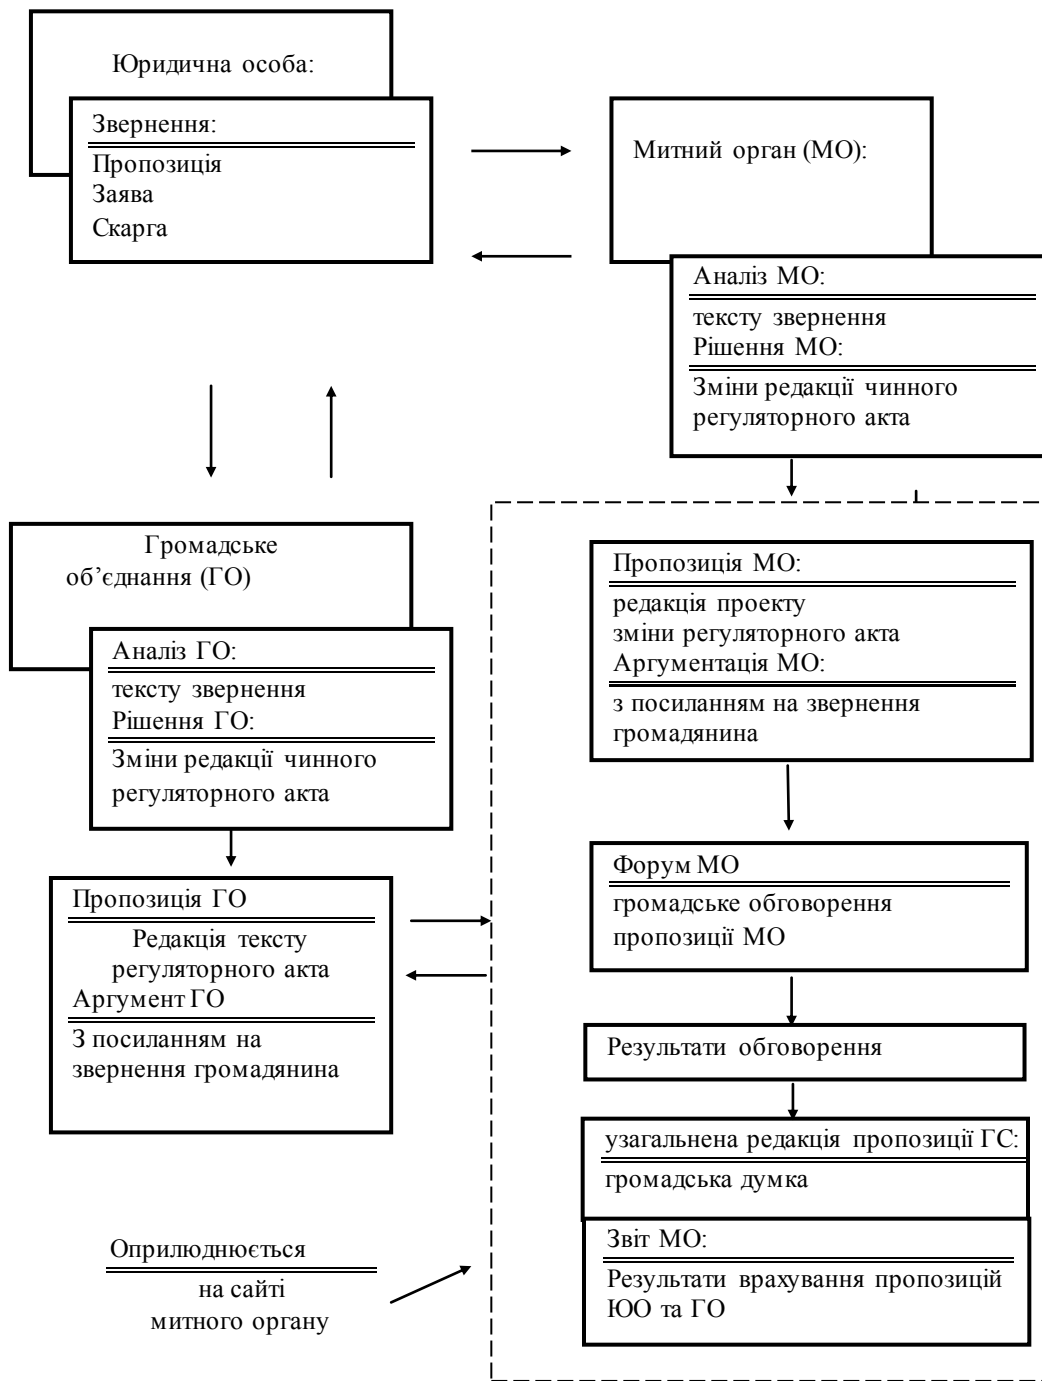 Юридична особа:
Звернення:
Пропозиція
Заява
Скарга
Митний орган (МО):
Аналіз МО:
тексту звернення
Рішення МО:
Зміни редакції чинного
регуляторного акта
Громадське
об’єднання (ГО)
Аналіз ГО:
тексту звернення
Рішення ГО:
Зміни редакції чинного
регуляторного акта
Пропозиція ГО
Редакція тексту
регуляторного акта
Аргумент ГО
З посиланням на
звернення громадянина
Пропозиція МО:
редакція проекту
зміни регуляторного акта
Аргументація МО:
з посиланням на звернення
громадянина
Форум МО
громадське обговорення
пропозиції МО
Результати обговорення
узагальнена редакція пропозиції ГС:
громадська думка
Звіт МО:
Результати врахування пропозицій
ЮО та ГО
Оприлюднюється
на сайті
митного органу